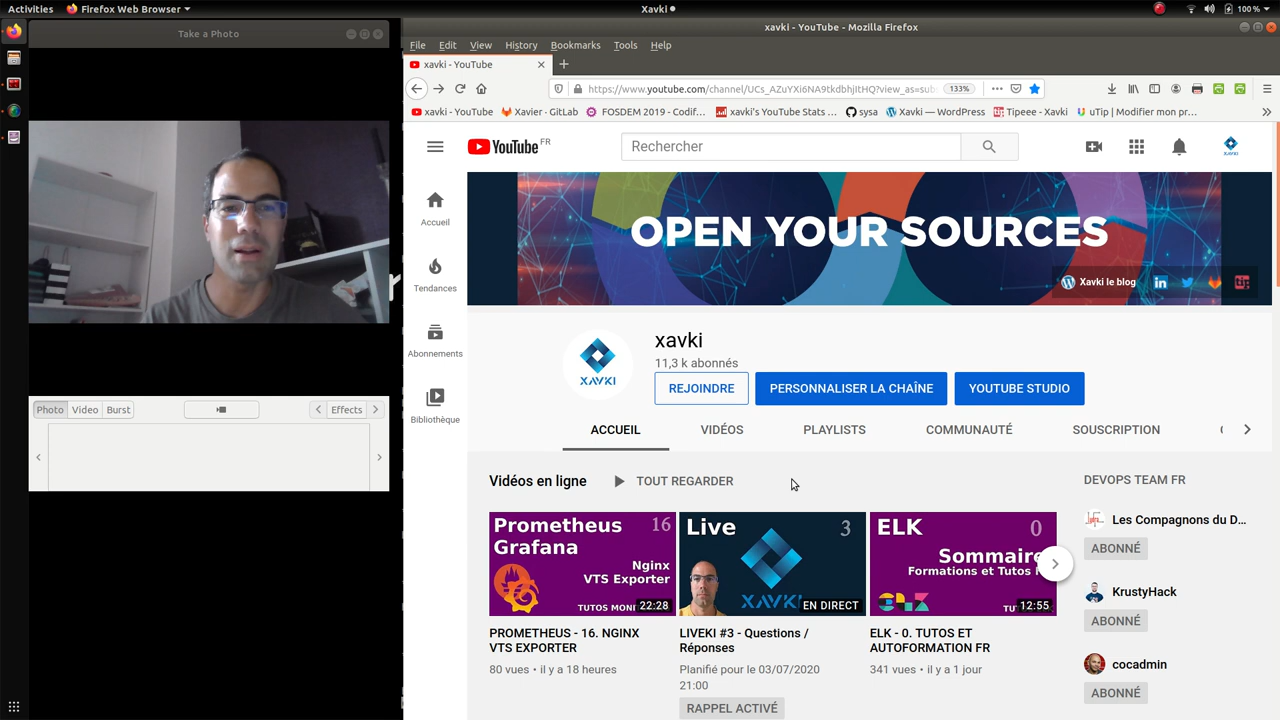 Activities
Firefox Web Browser
Xavki
100 %
Take a Photo
xavki - YouTube - Mozilla Firefox
File Edit View History Bookmarks Tools Help
xavki - YouTube
https://www.youtube.com/channel/UCs_AZuYXi6NA9tkdbhjItHQ?view_as=sub
133%
xavki - YouTube
Xavier - GitLab
FOSDEM 2019 - Codif…
xavki's YouTube Stats …
sysa
Xavki — WordPress
Tipeee - Xavki
uTip | Modifier mon pr…
YouTube FR
Rechercher
Accueil
Tendances
Abonnements
Bibliothèque
OPEN YOUR SOURCES
Xavki le blog
XAVKI
xavki
11,3 k abonnés
REJOINDRE
PERSONNALISER LA CHAÎNE
YOUTUBE STUDIO
ACCUEIL
VIDÉOS
PLAYLISTS
COMMUNAUTÉ
SOUSCRIPTION
Photo Video Burst
Effects
Vidéos en ligne
TOUT REGARDER
Prometheus 16
Grafana
Nginx
VTS Exporter
TUTOS MONI
22:28
PROMETHEUS - 16. NGINX
VTS EXPORTER
80 vues • il y a 18 heures
Live 3
XAVKI
EN DIRECT
LIVEKI #3 - Questions /
Réponses
Planifié pour le 03/07/2020
21:00
RAPPEL ACTIVÉ
ELK 0
Sommaire
Formations et Tutos
12:55
ELK - 0. TUTOS ET
AUTOFORMATION FR
341 vues • il y a 1 jour
DEVOPS TEAM FR
Les Compagnons du D...
ABONNÉ
KrustyHack
ABONNÉ
cocadmin
ABONNÉ